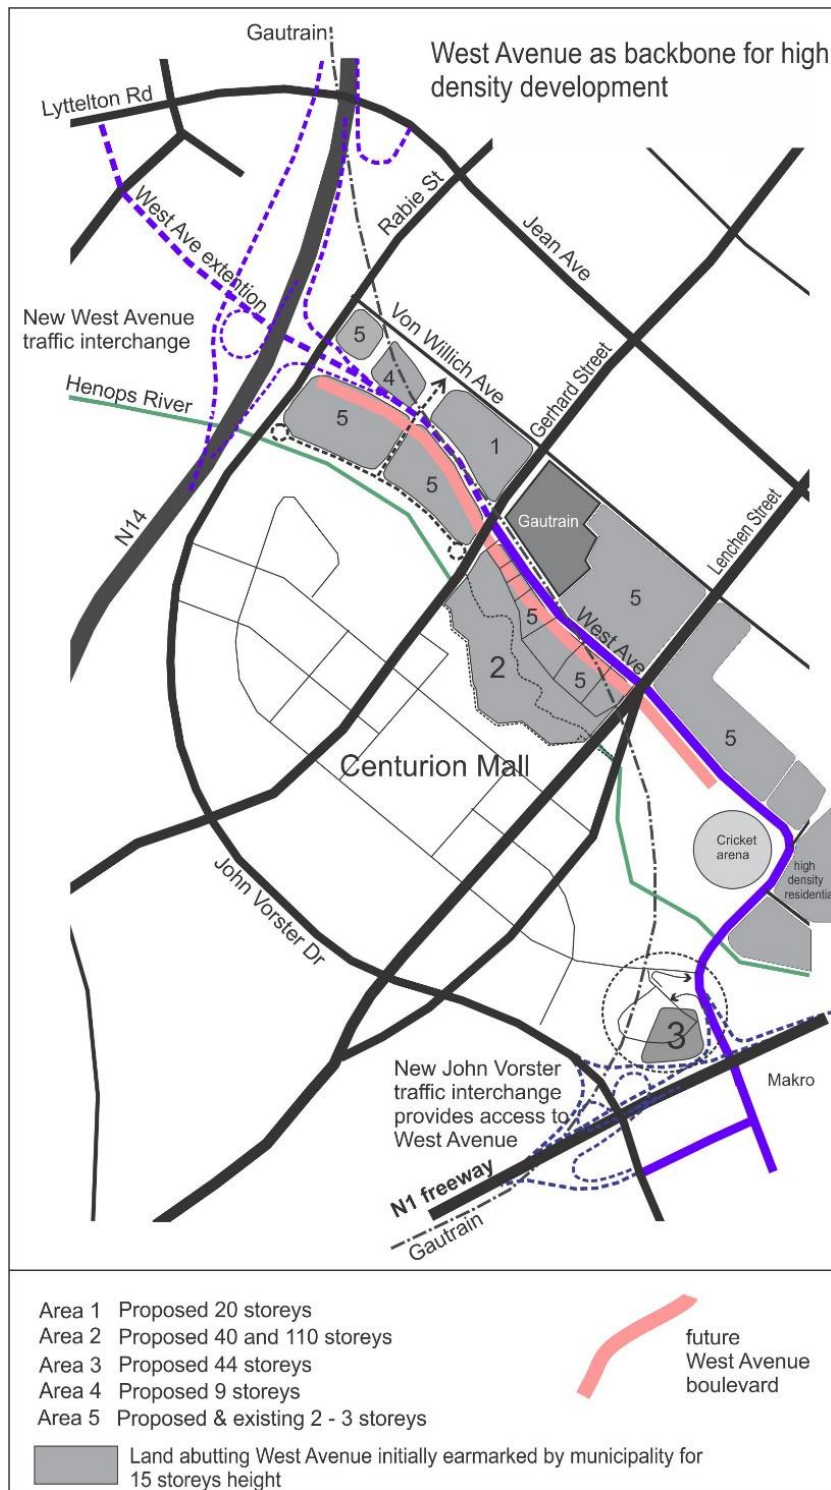 Gautrain
West Avenue as backbone for high
density development
Lyttelton Rd
Rabie St
West Ave extention
Jean Ave
New West Avenue
traffic interchange
Von Willich Ave
5
4
Henops River
Gerhard Street
5
1
5
Gautrain
Lenchen Street
N14
5
5
West Ave
2
5
5
Centurion Mall
Cricket
arena
high
density
residentia
John Vorster Dr
3
New John Vorster
traffic interchange
provides access to
West Avenue
Makro
N1 freeway
Gautrain
Area 1 Proposed 20 storeys
Area 2 Proposed 40 and 110 storeys
Area 3 Proposed 44 storeys
Area 4 Proposed 9 storeys
Area 5 Proposed & existing 2 - 3 storeys
future
West Avenue
boulevard
Land abutting West Avenue initially earmarked by municipality for
15 storeys height